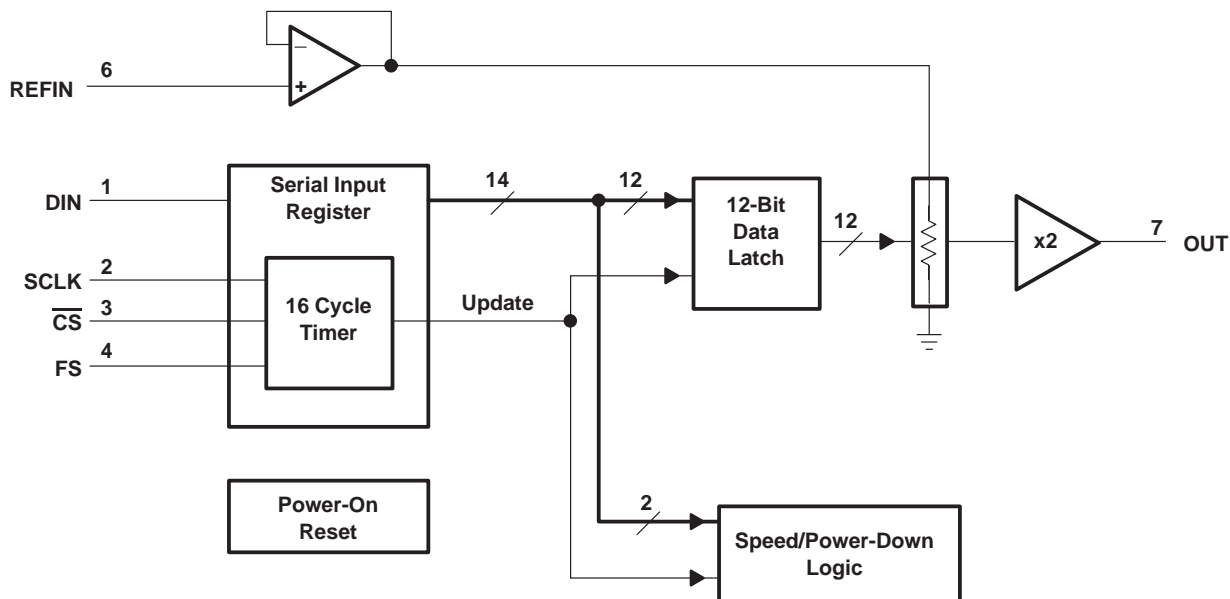 −
+
6
REFIN
1
DIN
Serial Input
Register
14
12
12-Bit
Data
Latch
12
x2
7
OUT
2
SCLK
3
C̅S̅
4
FS
16 Cycle
Timer
Update
Power-On
Reset
2
Speed/Power-Down
Logic